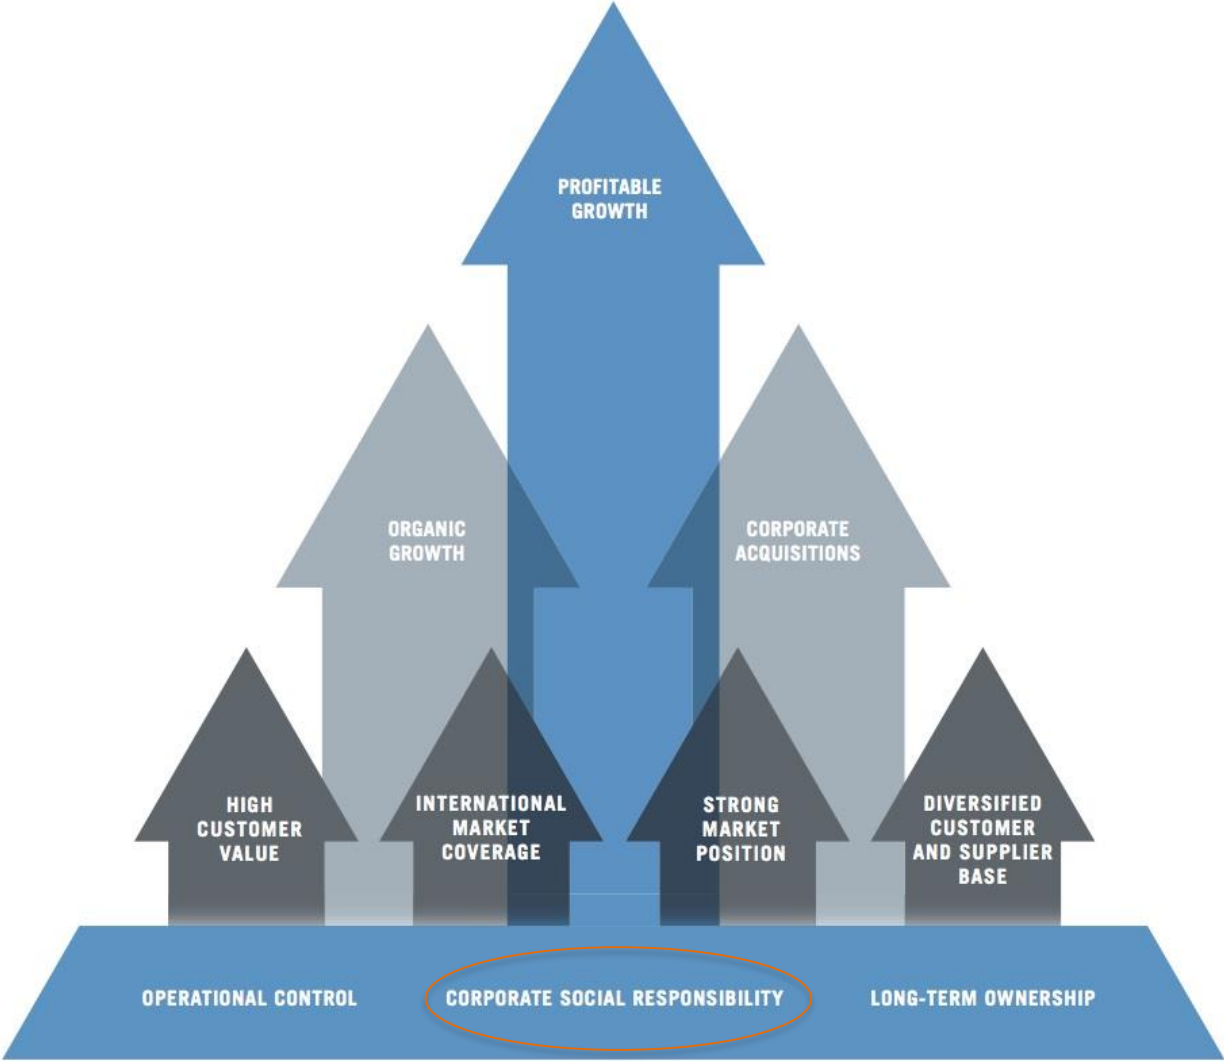 PROFITABLE
GROWTH
ORGANIC
GROWTH
CORPORATE
ACQUISITIONS
HIGH
CUSTOMER
VALUE
INTERNATIONAL
MARKET
COVERAGE
STRONG
MARKET
POSITION
DIVERSIFIED
CUSTOMER
AND SUPPLIER
BASE
OPERATIONAL CONTROL
CORPORATE SOCIAL RESPONSIBILITY
LONG-TERM OWNERSHIP